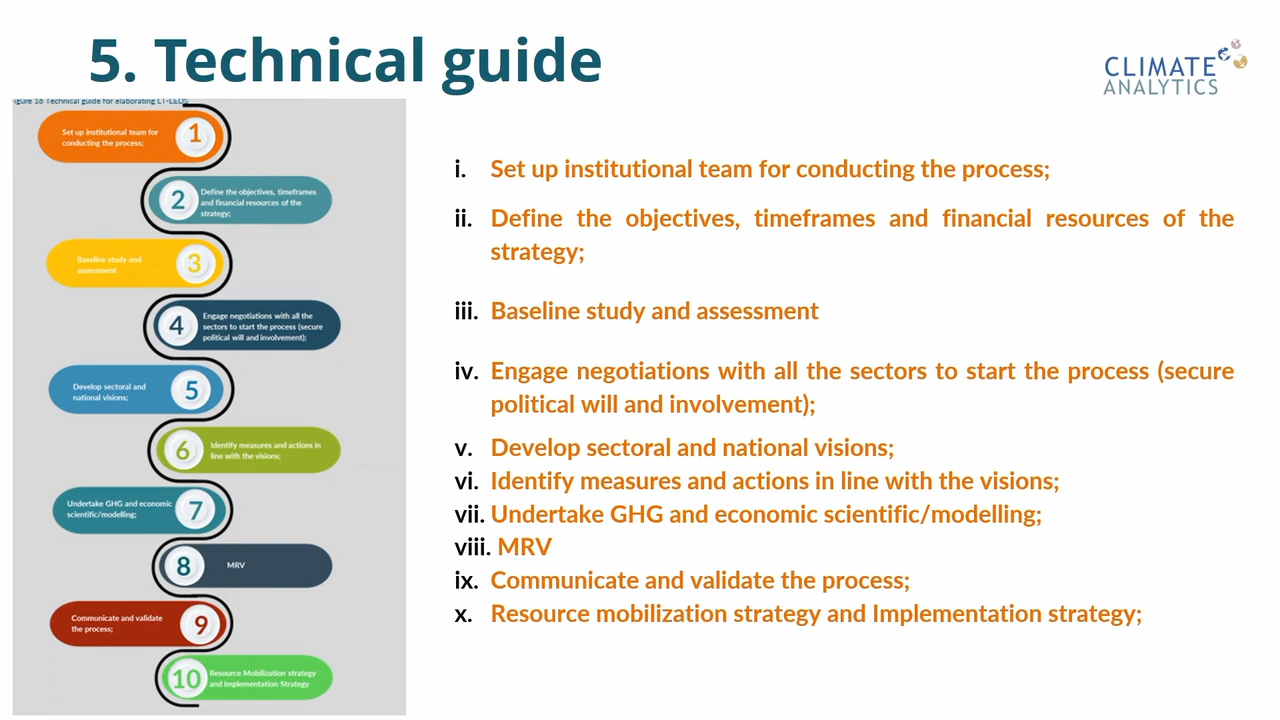 5. Technical guide
CLIMATE
ANALYTICS
igure 16 Technical guide for elaborating LT-LEDS
Set up institutional team for
conducting the process;
1
2
Define the objectives, timeframes
and financial resources of the
strategy;
Baseline study and
assessment
3
4
Engage negotiations with all the
sectors to start the process (secure
political will and involvement);
Develop sectoral and
national visions;
5
6
Identify measures and actions in
line with the visions;
Undertake GHG and economic
scientific/modelling;
7
8
MRV
Communicate and validate
the process;
9
10
Resource Mobilization strategy
and Implementation Strategy
i. Set up institutional team for conducting the process;
ii. Define the objectives, timeframes and financial resources of the
strategy;
iii. Baseline study and assessment
iv. Engage negotiations with all the sectors to start the process (secure
political will and involvement);
v. Develop sectoral and national visions;
vi. Identify measures and actions in line with the visions;
vii. Undertake GHG and economic scientific/modelling;
viii. MRV
ix. Communicate and validate the process;
x. Resource mobilization strategy and Implementation strategy;